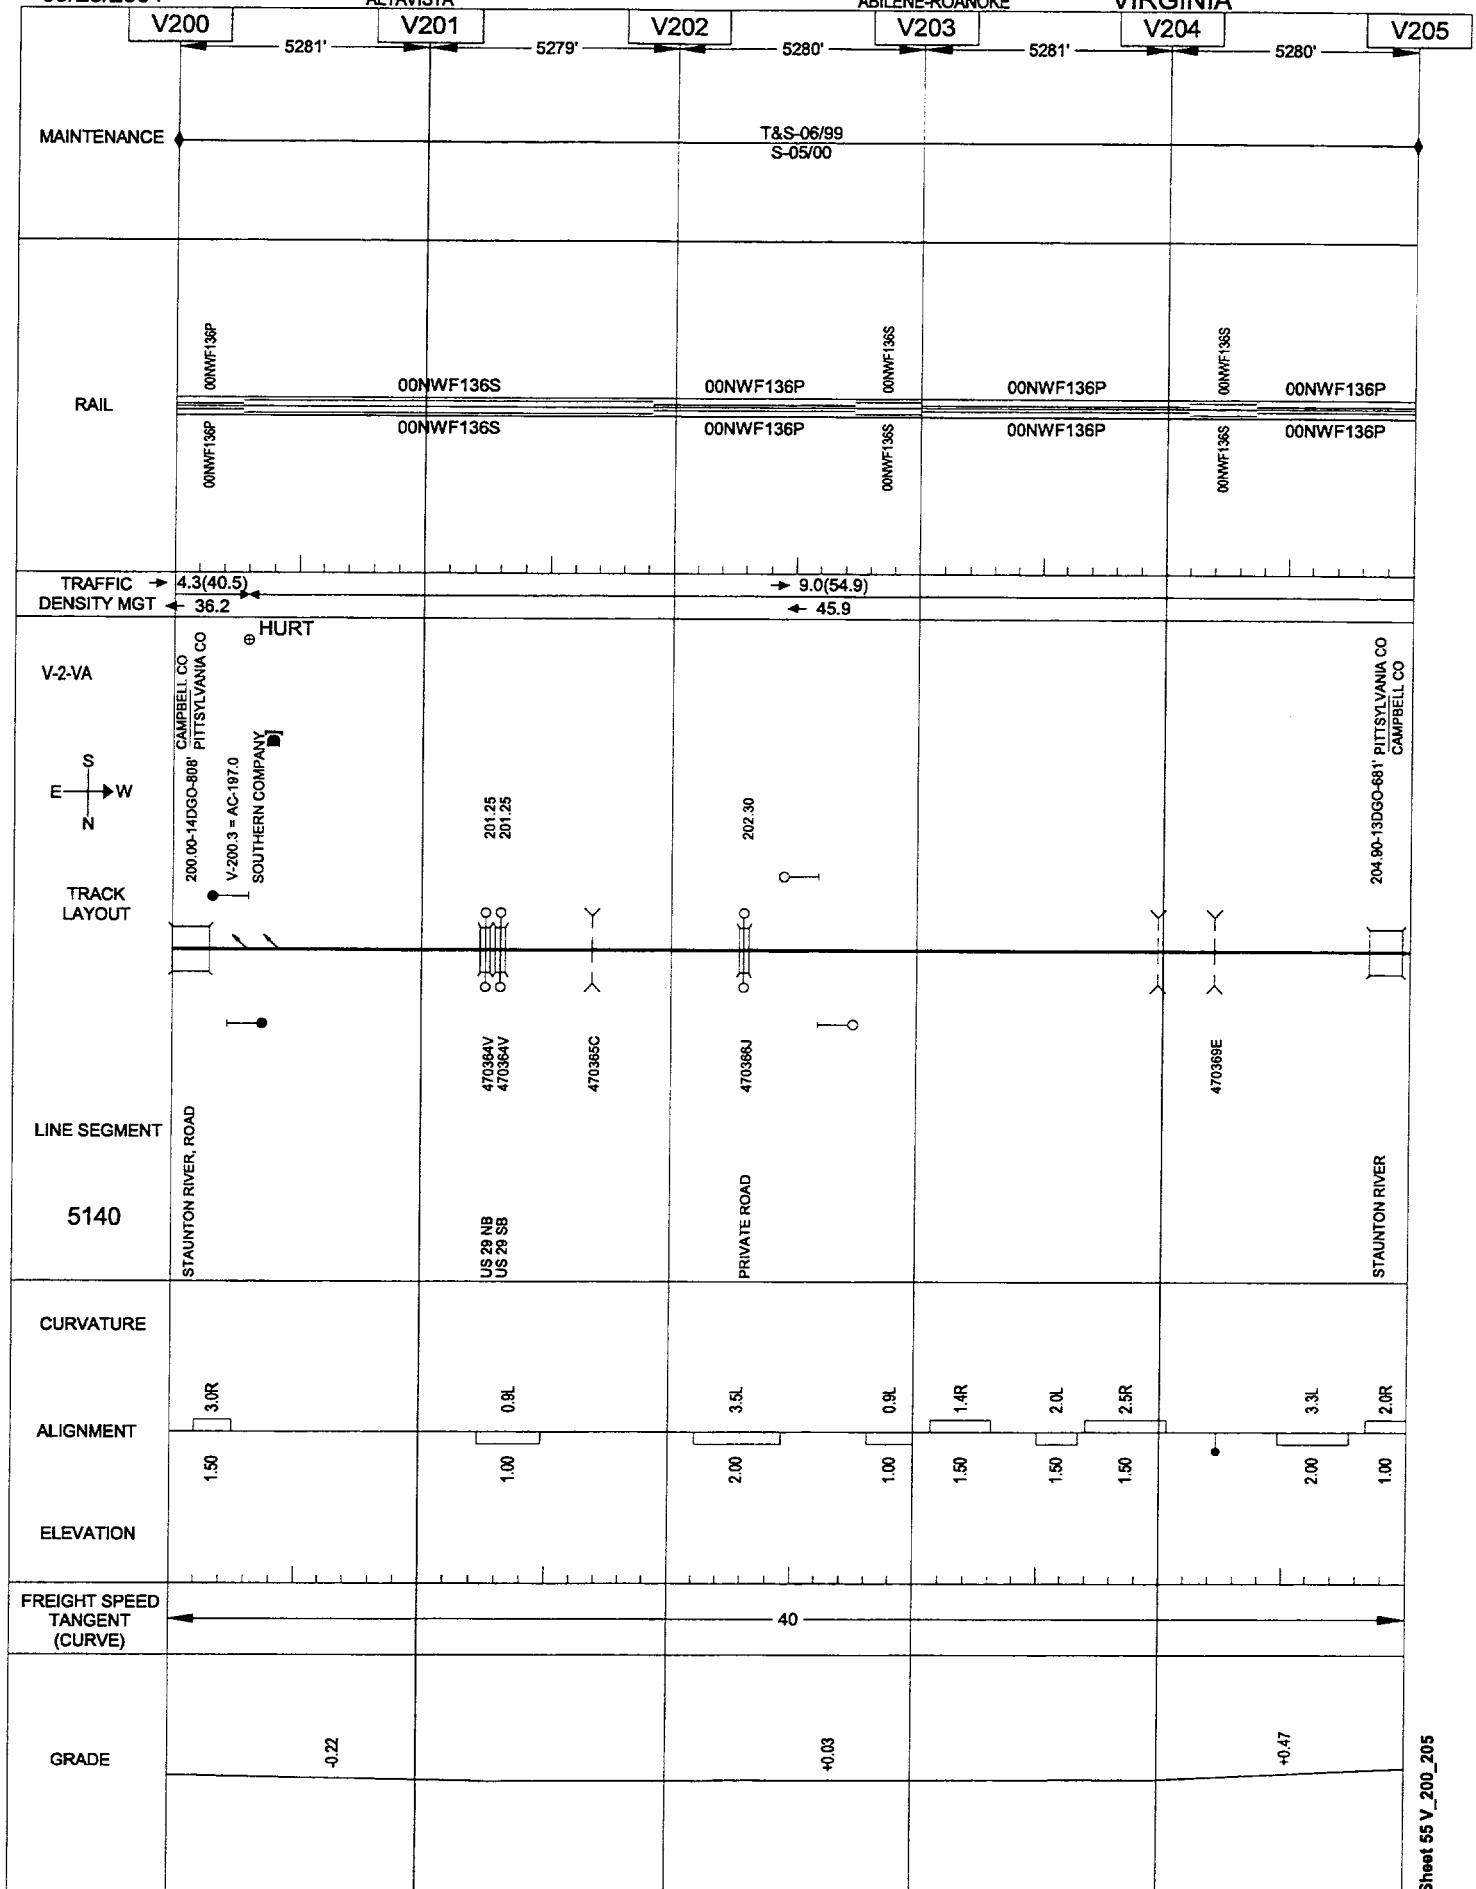 ALTAVISTA
ABILENE-ROANOKE
VIRGINIA
V200
V201
V202
V203
V204
V205
5281'
5279'
5280'
5281'
5280'
MAINTENANCE
T&S-06/99
S-05/00
RAIL
00NWF136P
00NWF136S
00NWF136P
00NWF136S
00NWF136P
00NWF136S
00NWF136P
00NWF136P
00NWF136S
00NWF136P
00NWF136S
00NWF136P
00NWF136S
00NWF136P
TRAFFIC
DENSITY MGT
4.3(40.5)
36.2
9.0(54.9)
45.9
V-2-VA
HURT
CAMPBELL CO
PITTSYLVANIA CO
200.00-14DGO-808'
V-200.3 = AC-197.0
SOUTHERN COMPANY
S
E
W
N
201.25
201.25
202.30
PITTSYLVANIA CO
CAMPBELL CO
204.90-13DGO-681'
TRACK
LAYOUT
470364V
470364V
470365C
470366J
470369E
LINE SEGMENT
5140
STAUNTON RIVER, ROAD
US 29 NB
US 29 SB
PRIVATE ROAD
STAUNTON RIVER
CURVATURE
3.0R
0.9L
3.5L
0.9L
1.4R
2.0L
2.5R
3.3L
2.0R
ALIGNMENT
1.50
1.00
2.00
1.00
1.50
1.50
1.50
2.00
1.00
ELEVATION
FREIGHT SPEED
TANGENT
(CURVE)
40
GRADE
-0.22
+0.03
+0.47
Sheet 55 V_200_205